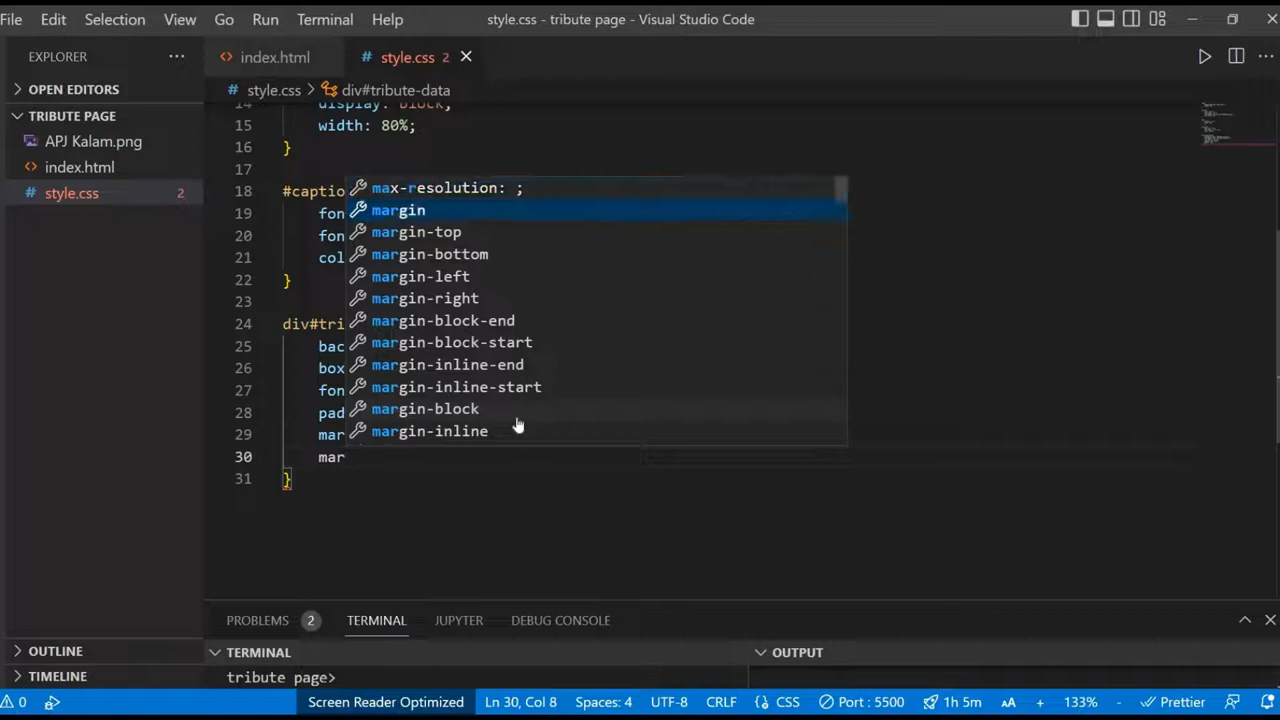 File Edit Selection View Go Run Terminal Help style.css - tribute page - Visual Studio Code
EXPLORER ··· index.html # style.css 2
OPEN EDITORS # style.css > div#tribute-data
TRIBUTE PAGE
APJ Kalam.png
<> index.html
# style.css 2
14 display: block;
15 width: 80%;
16 }
17
18 #captio
19 fon
20 fon
21 col
22 }
23
24 div#tri
25 bac
26 box
27 fon
28 pad
29 mar
30 mar
31 }
max-resolution: ;
margin
margin-top
margin-bottom
margin-left
margin-right
margin-block-end
margin-block-start
margin-inline-end
margin-inline-start
margin-block
margin-inline
PROBLEMS 2 TERMINAL JUPYTER DEBUG CONSOLE
OUTLINE
TIMELINE
TERMINAL OUTPUT
tribute page>
0 Screen Reader Optimized Ln 30, Col 8 Spaces: 4 UTF-8 CRLF {} CSS Port : 5500 1h 5m AA + 133% - Prettier